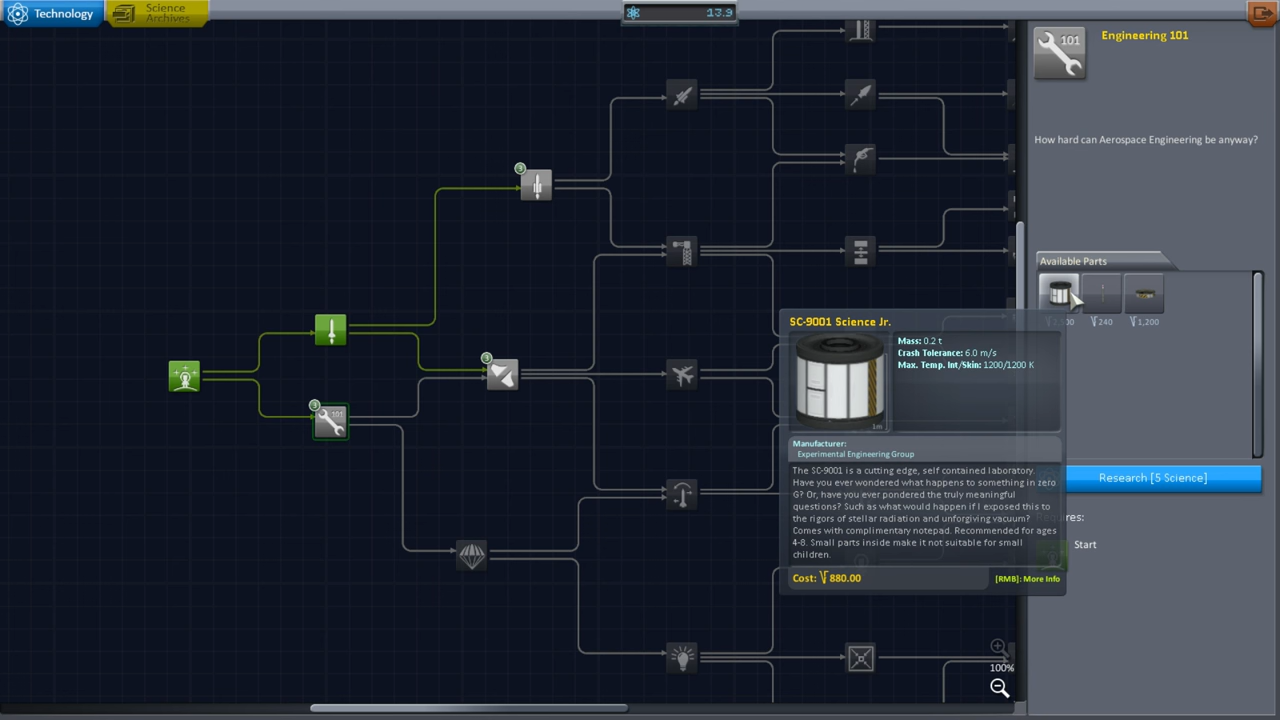 Technology
Science
Archives
13.9
Engineering 101
101
How hard can Aerospace Engineering be anyway?
3
Available Parts
240
1,200
SC-9001 Science Jr.
Mass: 0.2 t
Crash Tolerance: 6.0 m/s
Max. Temp. Int/Skin: 1200/1200 K
3
1m
3
101
Manufacturer:
Experimental Engineering Group
The SC-9001 is a cutting edge, self contained laboratory.
Have you ever wondered what happens to something in zero
G? Or, have you ever pondered the truly meaningful
questions? Such as what would happen if I exposed this to
the rigors of stellar radiation and unforgiving vacuum?
Comes with complimentary notepad. Recommended for ages
4-8. Small parts inside make it not suitable for small
children.
Cost: 880.00
[RMB]: More Info
Research [5 Science]
Start
100%